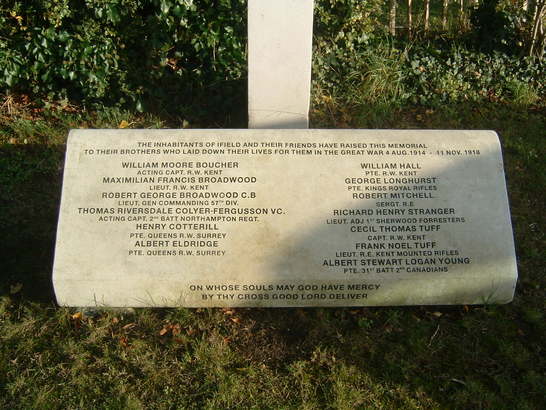 THE INHABITANTS OF IFIELD AND THEIR FRIENDS HAVE RAISED THIS MEMORIAL
TO THEIR BROTHERS WHO LAID DOWN THEIR LIVES FOR THEM IN THE GREAT WAR 4 AUG. 1914 - 11 NOV. 1918
WILLIAM MOORE BOUCHER
ACTING CAPT. R.W. KENT
MAXIMILIAN FRANCIS BROADWOOD
LIEUT. R.W. KENT
ROBERT GEORGE BROADWOOD C.B
LIEUT. GEN COMMANDING 57TH DIV.
THOMAS RIVERSDALE COLYER-FERGUSSON VC.
ACTING CAPT. 2ND BATT NORTHAMPTON REGT.
HENRY COTTERILL
PTE. QUEENS R.W. SURREY
ALBERT ELDRIDGE
PTE. QUEENS R.W. SURREY
WILLIAM HALL
PTE. R.W. KENT
GEORGE LONGHURST
PTE. KINGS ROYAL RIFLES
ROBERT MITCHELL
SERGT. R.E
RICHARD HENRY STRANGER
LIEUT. ADJ 1ST SHERWOOD FORRESTERS
CECIL THOMAS TUFF
CAPT. R.W. KENT
FRANK NOEL TUFF
LIEUT. R.E. KENT MOUNTED RIFLES
ALBERT STEWART LOGAN YOUNG
PTE. 31ST BATT 2ND CANADIANS
ON WHOSE SOULS MAY GOD HAVE MERCY
BY THY CROSS GOOD LORD DELIVER